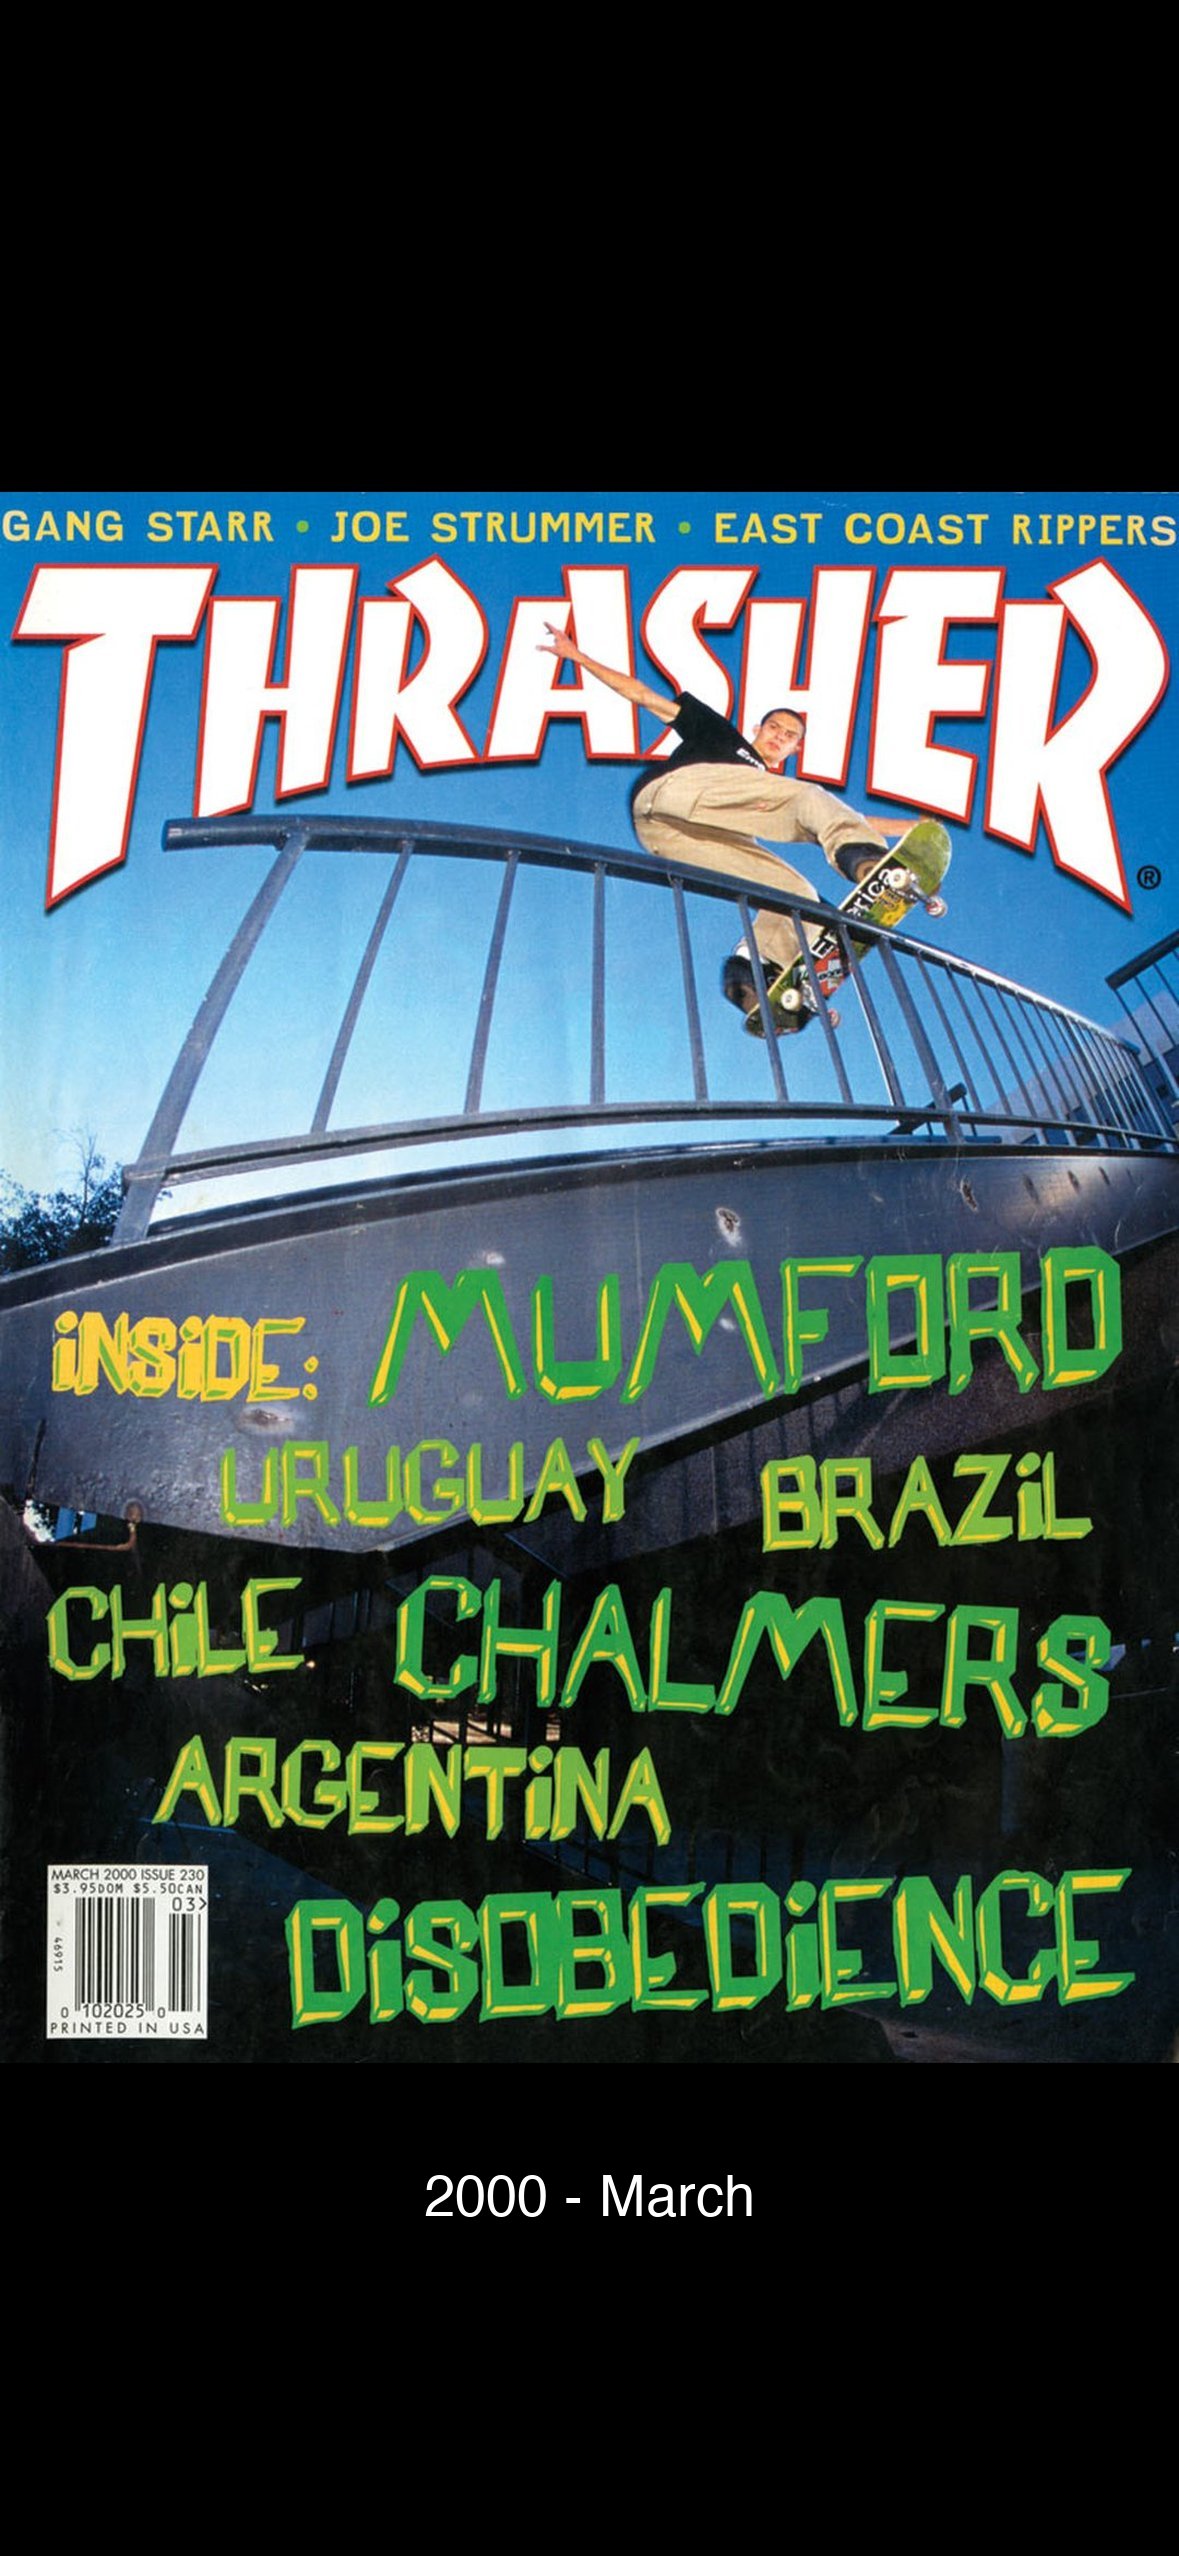 GANG STARR • JOE STRUMMER • EAST COAST RIPPERS
THRASHER®
INSIDE: MUMFORD
URUGUAY BRAZIL
CHILE CHALMERS
ARGENTINA
DISOBEDIENCE
MARCH 2000 ISSUE 230
$3.95DOM $5.50CAN
03>
46915
0 102025 0
PRINTED IN USA
2000 - March